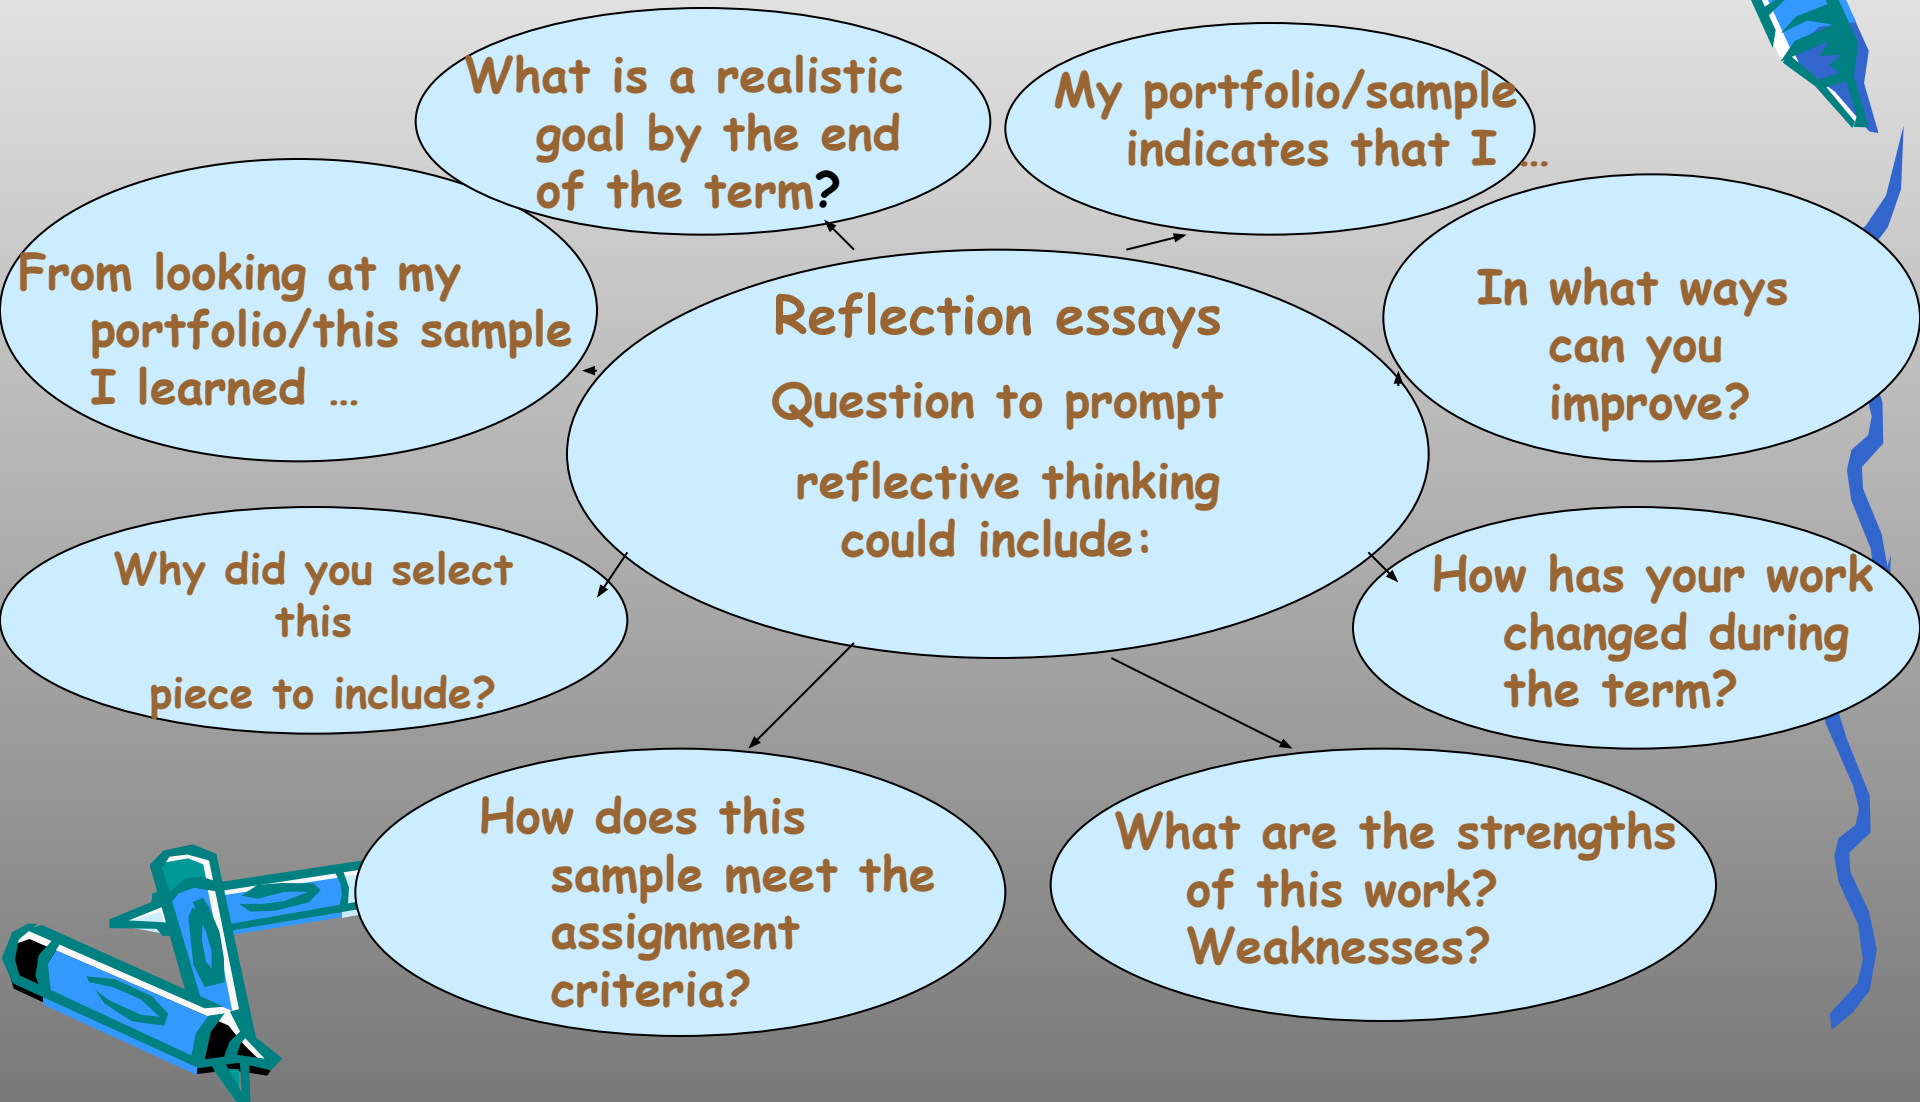 What is a realistic
goal by the end
of the term?
My portfolio/sample
indicates that I …
From looking at my
portfolio/this sample
I learned …
Reflection essays
Question to prompt
reflective thinking
could include:
In what ways
can you
improve?
Why did you select
this
piece to include?
How has your work
changed during
the term?
How does this
sample meet the
assignment
criteria?
What are the strengths
of this work?
Weaknesses?